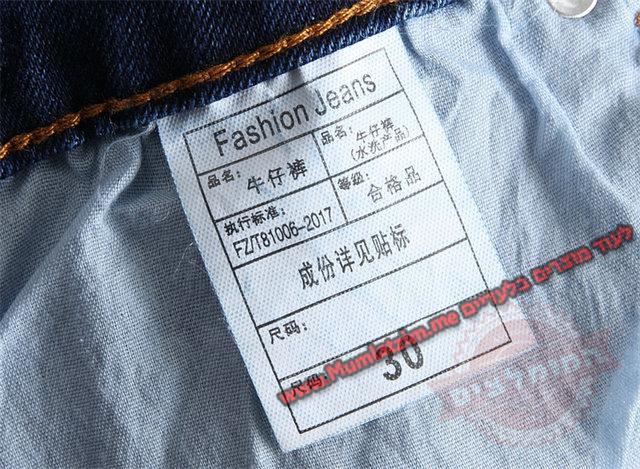 Fashion Jeans
品名: 牛仔裤
品名: 牛仔裤
(水洗产品)
执行标准:
FZ/T81006-2017
等级: 合格品
成份详见贴标
尺码:
尺码: 30
לעוד מוצרים בלעדיים www.Mumlatzim.me
המומלצים